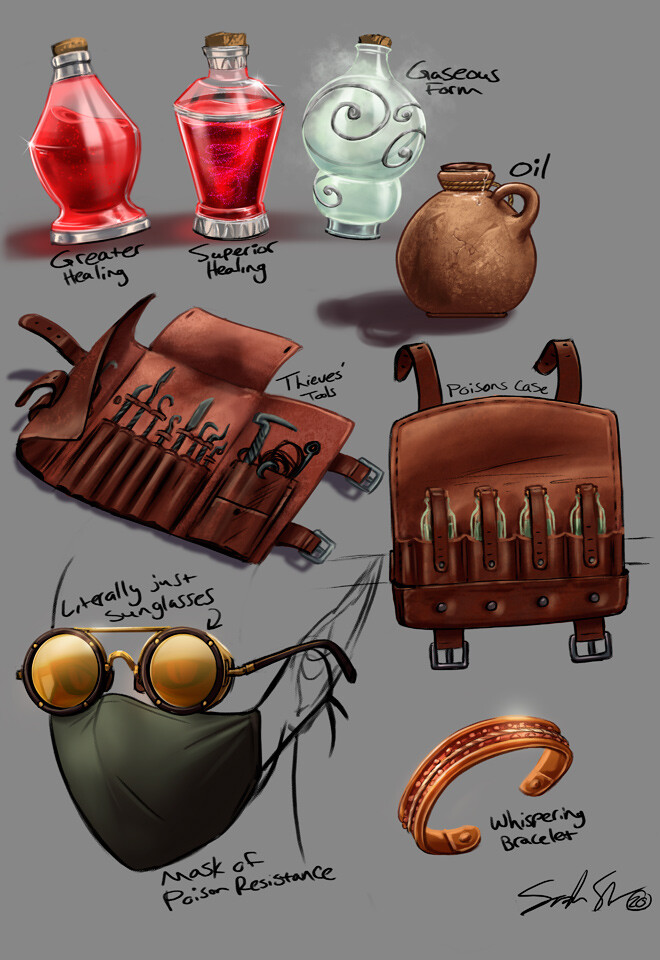 Gaseous
Form
Oil
Greater
Healing
Superior
Healing
Thieves'
Tools
Poisons Case
Literally just
Sunglasses
Whispering
Bracelet
Mask of
Poison Resistance
20